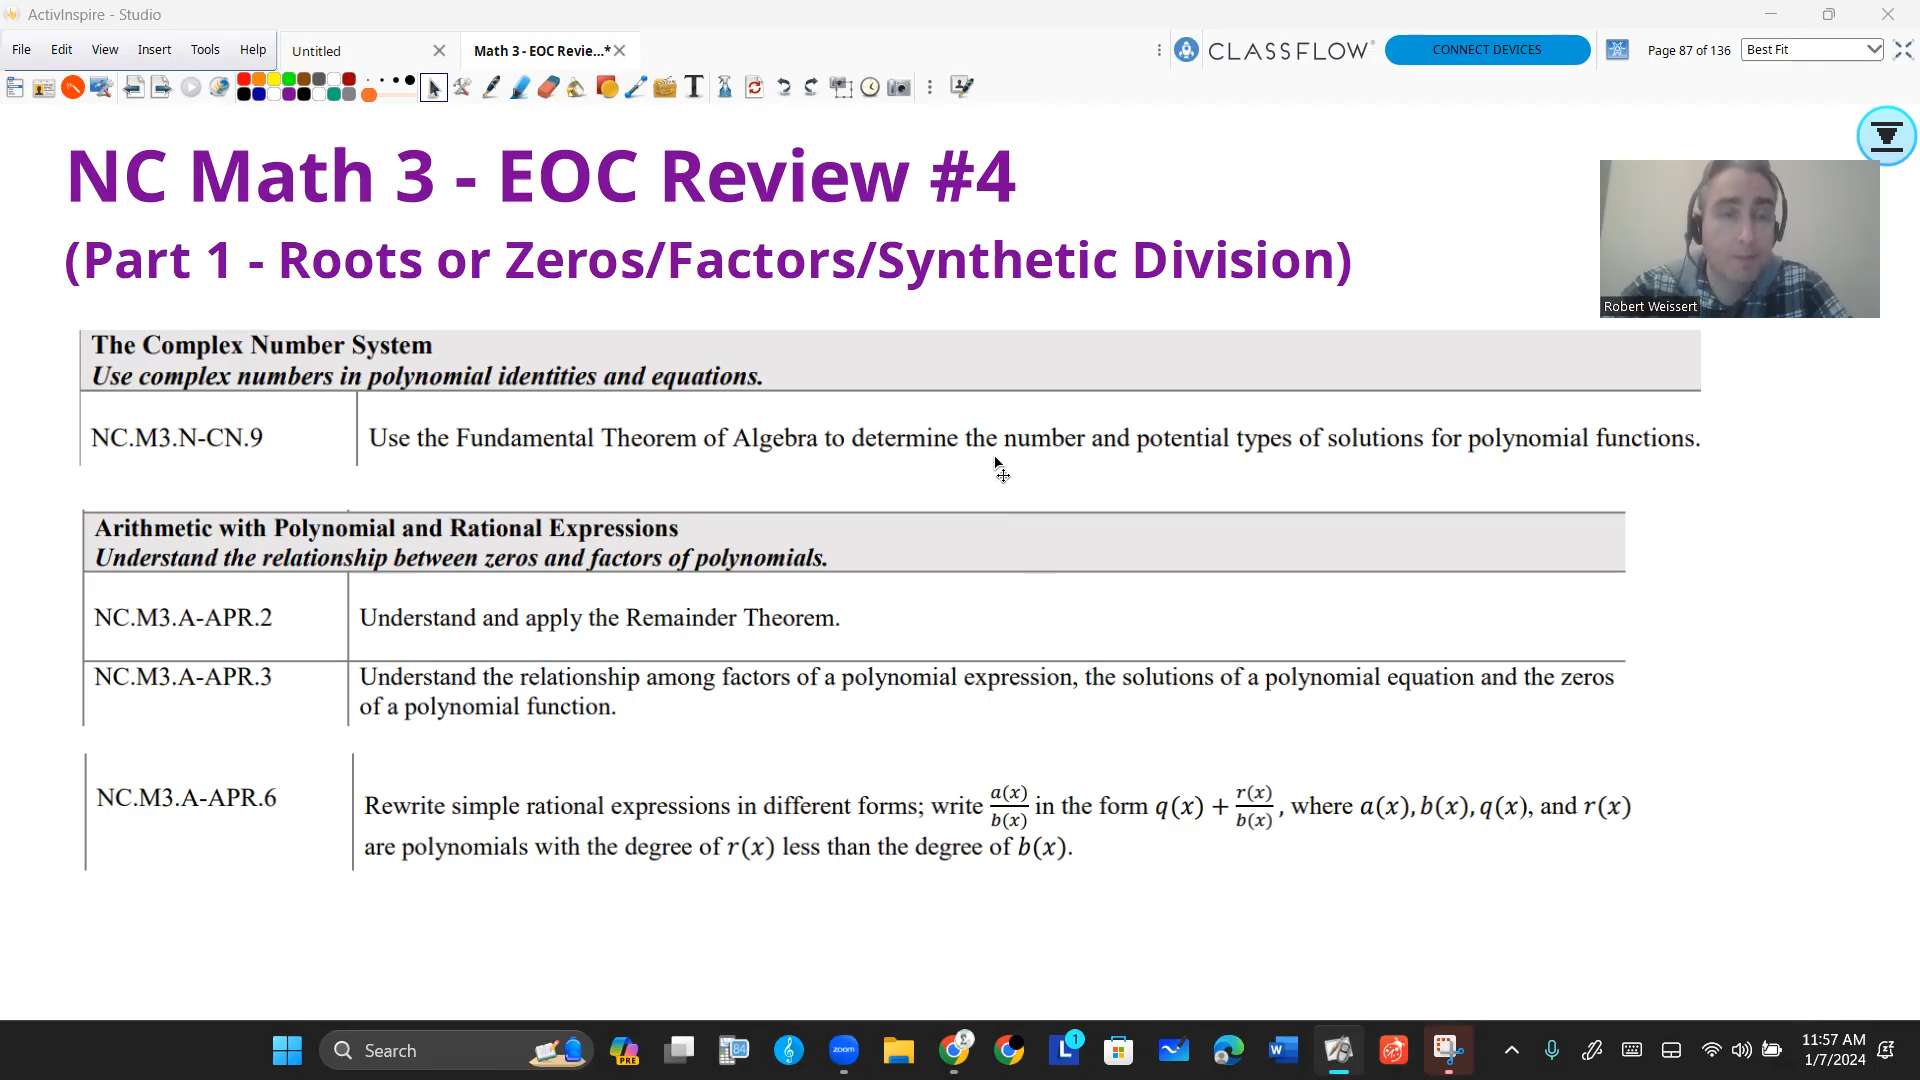 ActivInspire - Studio
File Edit View Insert Tools Help
Untitled
Math 3 - EOC Revie...*
CLASSFLOW
CONNECT DEVICES
Page 87 of 136
Best Fit
NC Math 3 - EOC Review #4
(Part 1 - Roots or Zeros/Factors/Synthetic Division)
Robert Weissert
The Complex Number System
Use complex numbers in polynomial identities and equations.
NC.M3.N-CN.9
Use the Fundamental Theorem of Algebra to determine the number and potential types of solutions for polynomial functions.
Arithmetic with Polynomial and Rational Expressions
Understand the relationship between zeros and factors of polynomials.
NC.M3.A-APR.2
Understand and apply the Remainder Theorem.
NC.M3.A-APR.3
Understand the relationship among factors of a polynomial expression, the solutions of a polynomial equation and the zeros
of a polynomial function.
NC.M3.A-APR.6
Rewrite simple rational expressions in different forms; write a(x)/b(x) in the form q(x) + r(x)/b(x), where a(x), b(x), q(x), and r(x)
are polynomials with the degree of r(x) less than the degree of b(x).
Search
PRE
84
zoom
L
1
W
11:57 AM
1/7/2024